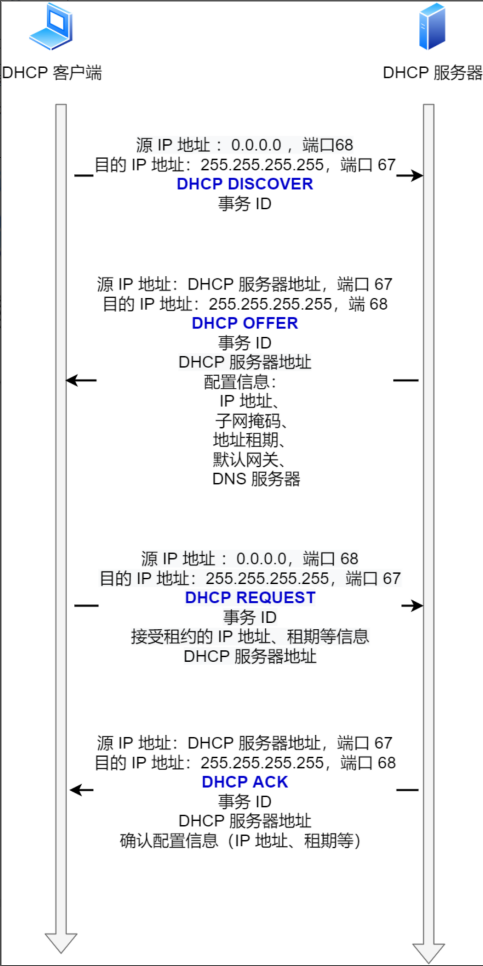 DHCP 客户端
DHCP 服务器
源 IP 地址 ：0.0.0.0 ，端口68
目的 IP 地址：255.255.255.255，端口 67
DHCP DISCOVER
事务 ID
源 IP 地址：DHCP 服务器地址，端口 67
目的 IP 地址：255.255.255.255，端 68
DHCP OFFER
事务 ID
DHCP 服务器地址
配置信息：
IP 地址、
子网掩码、
地址租期、
默认网关、
DNS 服务器
源 IP 地址 ：0.0.0.0，端口 68
目的 IP 地址：255.255.255.255，端口 67
DHCP REQUEST
事务 ID
接受租约的 IP 地址、租期等信息
DHCP 服务器地址
源 IP 地址：DHCP 服务器地址，端口 67
目的 IP 地址：255.255.255.255，端口 68
DHCP ACK
事务 ID
DHCP 服务器地址
确认配置信息（IP 地址、租期等）